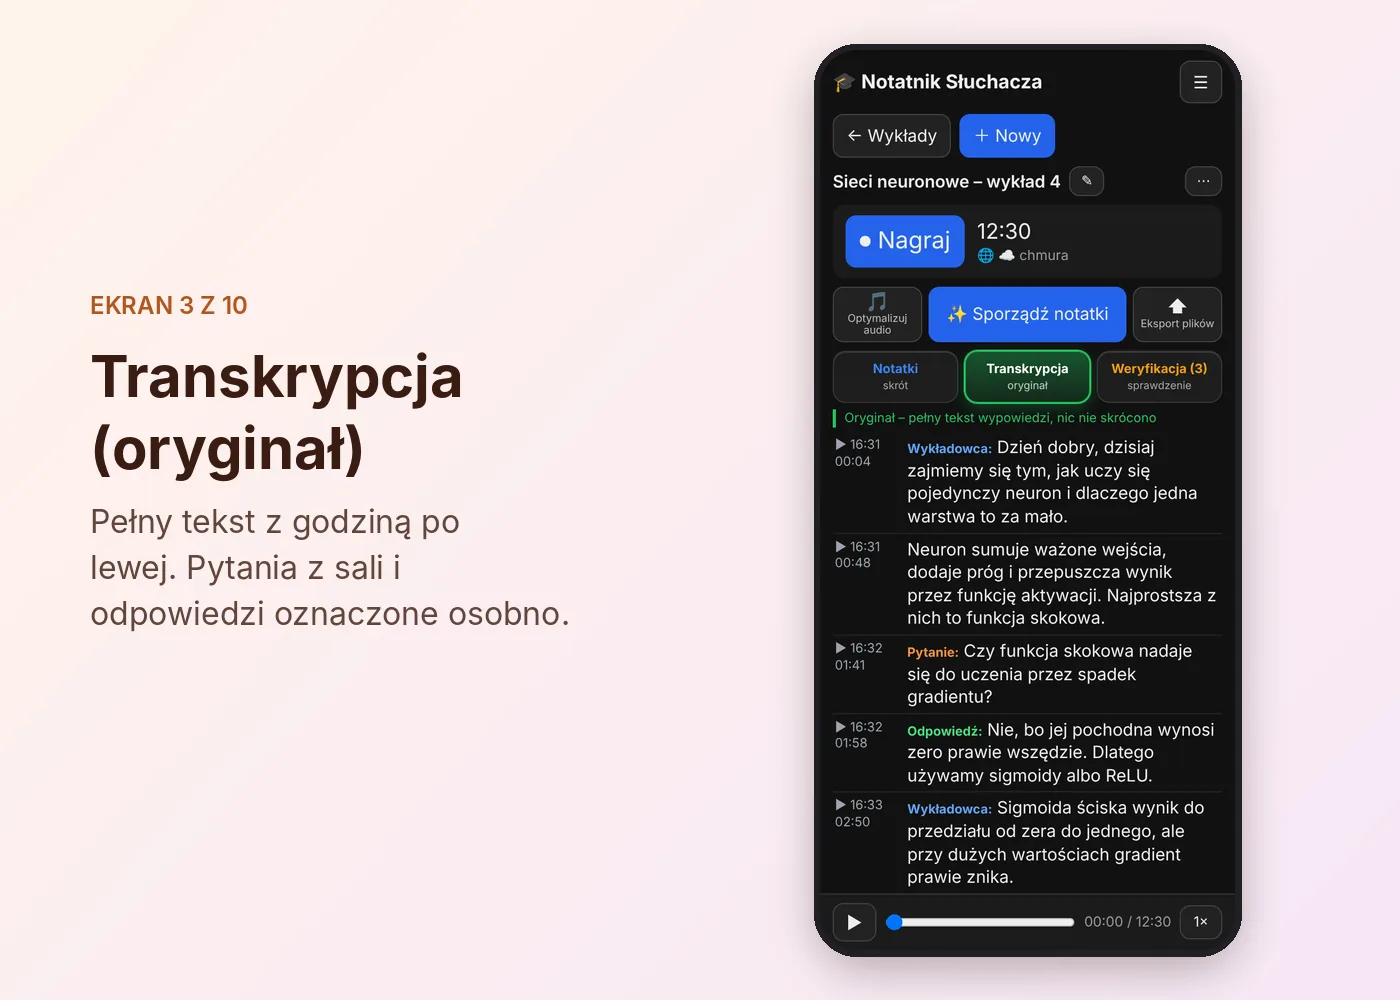 EKRAN 3 Z 10
Transkrypcja
(oryginał)
Pełny tekst z godziną po
lewej. Pytania z sali i
odpowiedzi oznaczone osobno.
🎓 Notatnik Słuchacza
☰
← Wykłady
+ Nowy
Sieci neuronowe – wykład 4
✎
⋯
● Nagraj
12:30
🌐 ☁️ chmura
🎵
Optymalizuj
audio
✨ Sporządź notatki
⬆
Eksport plików
Notatki
skrót
Transkrypcja
oryginał
Weryfikacja (3)
sprawdzenie
Oryginał – pełny tekst wypowiedzi, nic nie skrócono
▶ 16:31
00:04
Wykładowca: Dzień dobry, dzisiaj
zajmiemy się tym, jak uczy się
pojedynczy neuron i dlaczego jedna
warstwa to za mało.
▶ 16:31
00:48
Neuron sumuje ważone wejścia,
dodaje próg i przepuszcza wynik
przez funkcję aktywacji. Najprostsza z
nich to funkcja skokowa.
▶ 16:32
01:41
Pytanie: Czy funkcja skokowa nadaje
się do uczenia przez spadek
gradientu?
▶ 16:32
01:58
Odpowiedź: Nie, bo jej pochodna wynosi
zero prawie wszędzie. Dlatego
używamy sigmoidy albo ReLU.
▶ 16:33
02:50
Wykładowca: Sigmoida ściska wynik do
przedziału od zera do jednego, ale
przy dużych wartościach gradient
prawie znika.
▶
00:00 / 12:30
1×